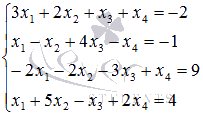 3x₁ + 2x₂ + x₃ + x₄ = −2
x₁ − x₂ + 4x₃ − x₄ = −1
−2x₁ − 2x₂ − 3x₃ + x₄ = 9
x₁ + 5x₂ − x₃ + 2x₄ = 4